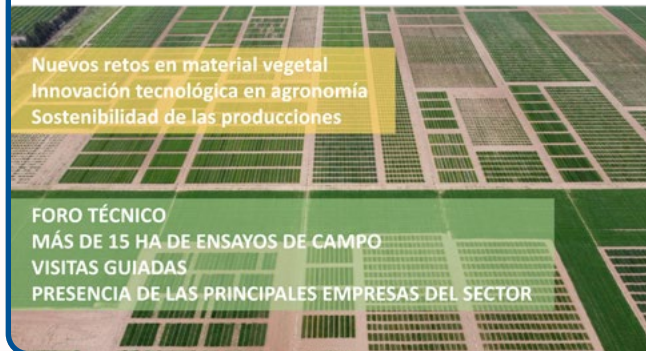 Nuevos retos en material vegetal
Innovación tecnológica en agronomía
Sostenibilidad de las producciones
FORO TÉCNICO
MÁS DE 15 HA DE ENSAYOS DE CAMPO
VISITAS GUIADAS
PRESENCIA DE LAS PRINCIPALES EMPRESAS DEL SECTOR